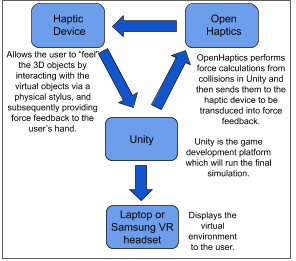 Haptic
Device
Open
Haptics
Allows the user to “feel”
the 3D objects by
interacting with the
virtual objects via a
physical stylus, and
subsequently providing
force feedback to the
user’s hand.
OpenHaptics performs
force calculations from
collisions in Unity and
then sends them to the
haptic device to be
transduced into force
feedback.
Unity
Unity is the game
development platform
which will run the final
simulation.
Laptop or
Samsung VR
headset
Displays the
virtual
environment
to the user.